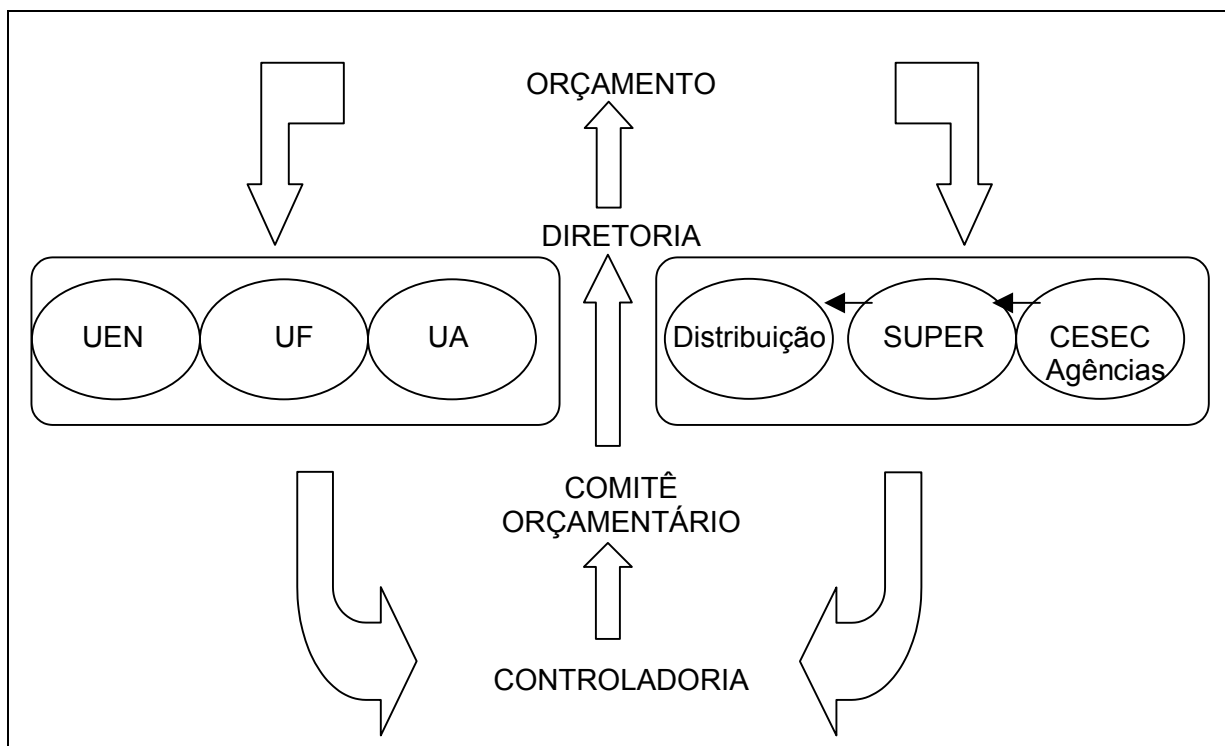 ORÇAMENTO
DIRETORIA
UEN
UF
UA
Distribuição
SUPER
CESEC
Agências
COMITÊ
ORÇAMENTÁRIO
CONTROLADORIA